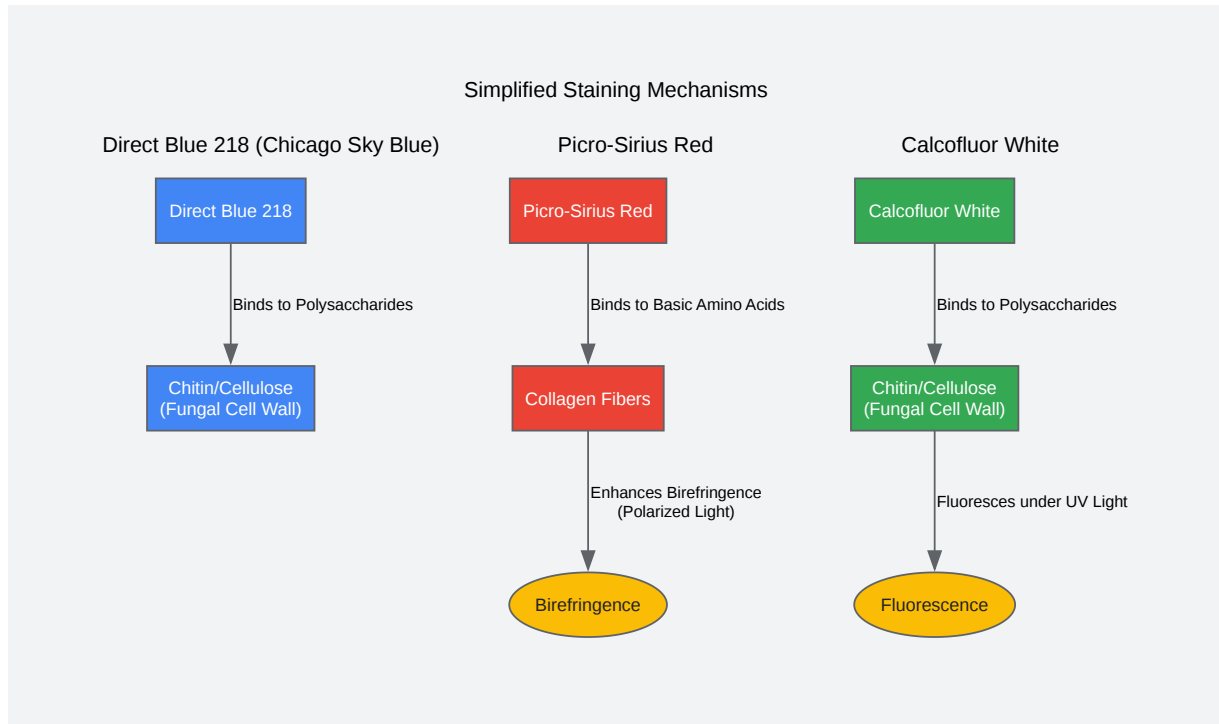 Simplified Staining Mechanisms
Direct Blue 218 (Chicago Sky Blue)
Direct Blue 218
Binds to Polysaccharides
Chitin/Cellulose
(Fungal Cell Wall)
Picro-Sirius Red
Picro-Sirius Red
Binds to Basic Amino Acids
Collagen Fibers
Enhances Birefringence
(Polarized Light)
Birefringence
Calcofluor White
Calcofluor White
Binds to Polysaccharides
Chitin/Cellulose
(Fungal Cell Wall)
Fluoresces under UV Light
Fluorescence